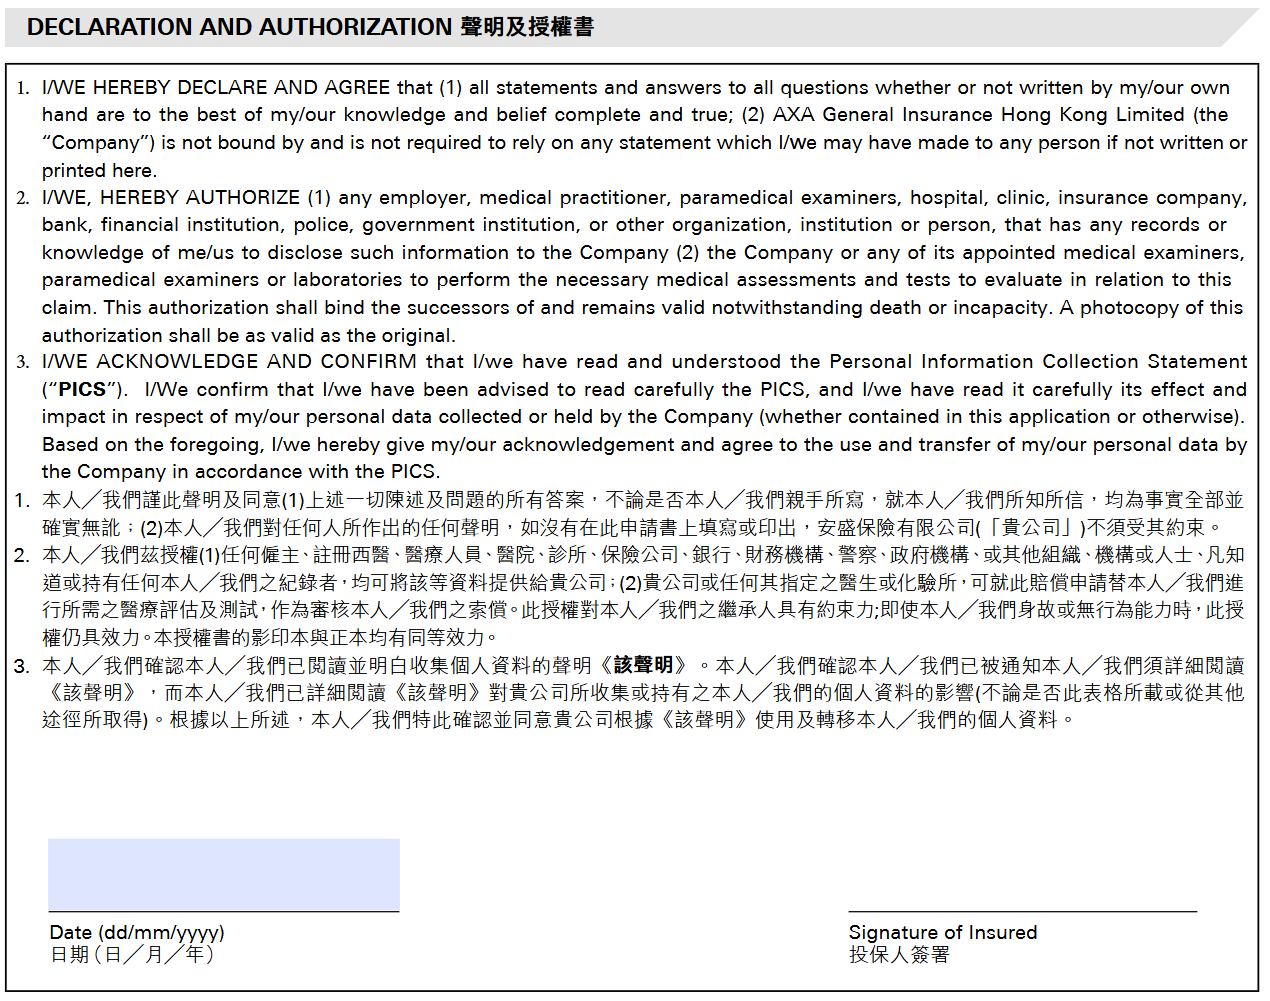 DECLARATION AND AUTHORIZATION 聲明及授權書
1. I/WE HEREBY DECLARE AND AGREE that (1) all statements and answers to all questions whether or not written by my/our own
hand are to the best of my/our knowledge and belief complete and true; (2) AXA General Insurance Hong Kong Limited (the
“Company”) is not bound by and is not required to rely on any statement which I/we may have made to any person if not written or
printed here.
2. I/WE, HEREBY AUTHORIZE (1) any employer, medical practitioner, paramedical examiners, hospital, clinic, insurance company,
bank, financial institution, police, government institution, or other organization, institution or person, that has any records or
knowledge of me/us to disclose such information to the Company (2) the Company or any of its appointed medical examiners,
paramedical examiners or laboratories to perform the necessary medical assessments and tests to evaluate in relation to this
claim. This authorization shall bind the successors of and remains valid notwithstanding death or incapacity. A photocopy of this
authorization shall be as valid as the original.
3. I/WE ACKNOWLEDGE AND CONFIRM that I/we have read and understood the Personal Information Collection Statement
(“PICS”). I/We confirm that I/we have been advised to read carefully the PICS, and I/we have read it carefully its effect and
impact in respect of my/our personal data collected or held by the Company (whether contained in this application or otherwise).
Based on the foregoing, I/we hereby give my/our acknowledgement and agree to the use and transfer of my/our personal data by
the Company in accordance with the PICS.
1. 本人╱我們謹此聲明及同意(1)上述一切陳述及問題的所有答案，不論是否本人╱我們親手所寫，就本人╱我們所知所信，均為事實全部並
確實無訛；(2)本人╱我們對任何人所作出的任何聲明，如沒有在此申請書上填寫或印出，安盛保險有限公司(「貴公司」)不須受其約束。
2. 本人╱我們茲授權(1)任何僱主、註冊西醫、醫療人員、醫院、診所、保險公司、銀行、財務機構、警察、政府機構、或其他組織、機構或人士、凡知
道或持有任何本人╱我們之紀錄者，均可將該等資料提供給貴公司；(2)貴公司或任何其指定之醫生或化驗所，可就此賠償申請替本人╱我們進
行所需之醫療評估及測試，作為審核本人╱我們之索償。此授權對本人╱我們之繼承人具有約束力;即使本人╱我們身故或無行為能力時，此授
權仍具效力。本授權書的影印本與正本均有同等效力。
3. 本人╱我們確認本人╱我們已閱讀並明白收集個人資料的聲明《該聲明》。本人╱我們確認本人╱我們已被通知本人╱我們須詳細閱讀
《該聲明》，而本人╱我們已詳細閱讀《該聲明》對貴公司所收集或持有之本人╱我們的個人資料的影響(不論是否此表格所載或從其他
途徑所取得)。根據以上所述，本人╱我們特此確認並同意貴公司根據《該聲明》使用及轉移本人╱我們的個人資料。
Date (dd/mm/yyyy)
日期（日╱月╱年）
Signature of Insured
投保人簽署